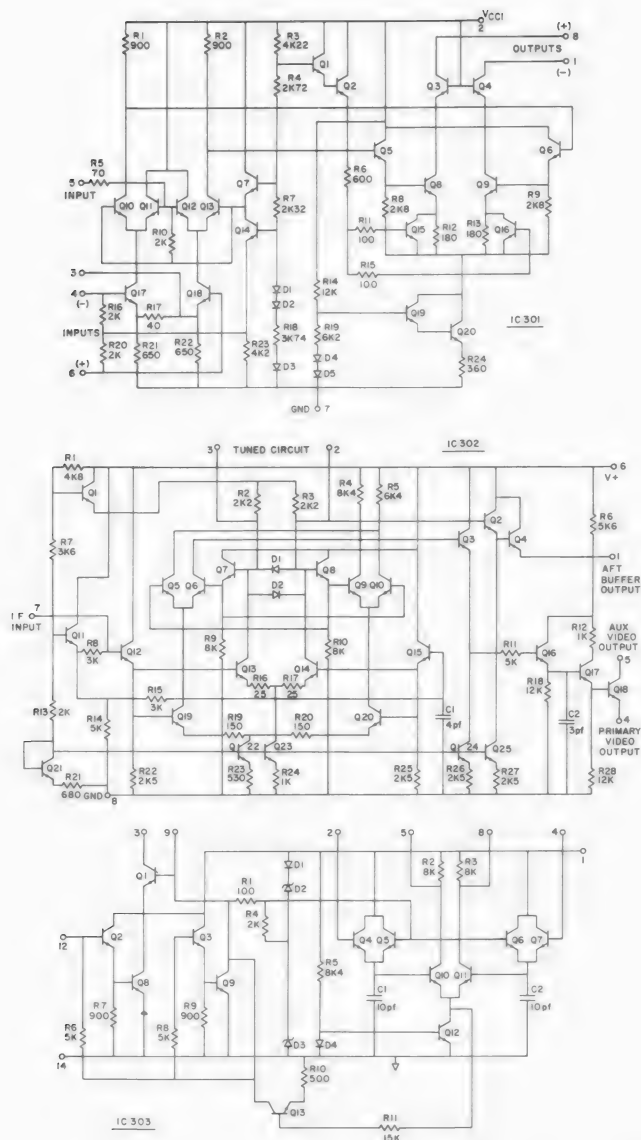 VCC1
2
(+)
8
OUTPUTS
1
(-)
R1
900
R2
900
R3
4K22
R4
2K72
Q1
Q2
Q3
Q4
R5
70
5
INPUT
Q10
Q11
Q12
Q13
Q7
R7
2K32
Q14
R10
2K
R6
600
Q5
Q6
R8
2K8
Q8
Q9
R9
2K8
R11
100
Q15
R12
180
R13
180
Q16
R15
100
3
4
(-)
Q17
Q18
R17
40
R16
2K
INPUTS
R20
2K
6
(+)
R21
650
R22
650
R23
4K2
D1
D2
R18
3K74
D3
R14
12K
R19
6K2
D4
D5
Q19
Q20
R24
360
IC 301
GND 7
3
TUNED CIRCUIT
2
IC302
6
V+
R1
4K8
Q1
R2
2K2
R3
2K2
R4
8K4
R5
6K4
Q3
Q2
Q4
R6
5K6
1
AFT
BUFFER
OUTPUT
R7
3K6
Q5
Q6
Q7
D1
D2
Q8
Q9
Q10
7
IF
INPUT
Q11
R8
3K
Q12
R9
8K
R10
8K
Q13
Q14
Q15
R16
25
R17
25
R11
5K
Q16
R12
1K
Q17
AUX VIDEO
OUTPUT
5
Q18
4
PRIMARY
VIDEO
OUTPUT
R13
2K
R14
5K
R15
3K
Q19
R19
150
R20
150
Q20
C1
4pf
R18
12K
C2
3pf
Q21
R21
680
GND
8
R22
2K5
Q22
R23
530
Q23
R24
1K
R25
2K5
Q24
R26
2K5
Q25
R27
2K5
R28
12K
3
9
2
5
8
4
1
Q1
R1
100
D1
D2
R4
2K
R2
8K
R3
8K
12
Q2
Q3
Q4
Q5
Q6
Q7
R5
8K4
Q8
Q9
Q10
Q11
R7
900
R9
900
C1
10pf
C2
10pf
R6
5K
R8
5K
D3
D4
Q12
14
R10
500
Q13
R11
15K
IC303